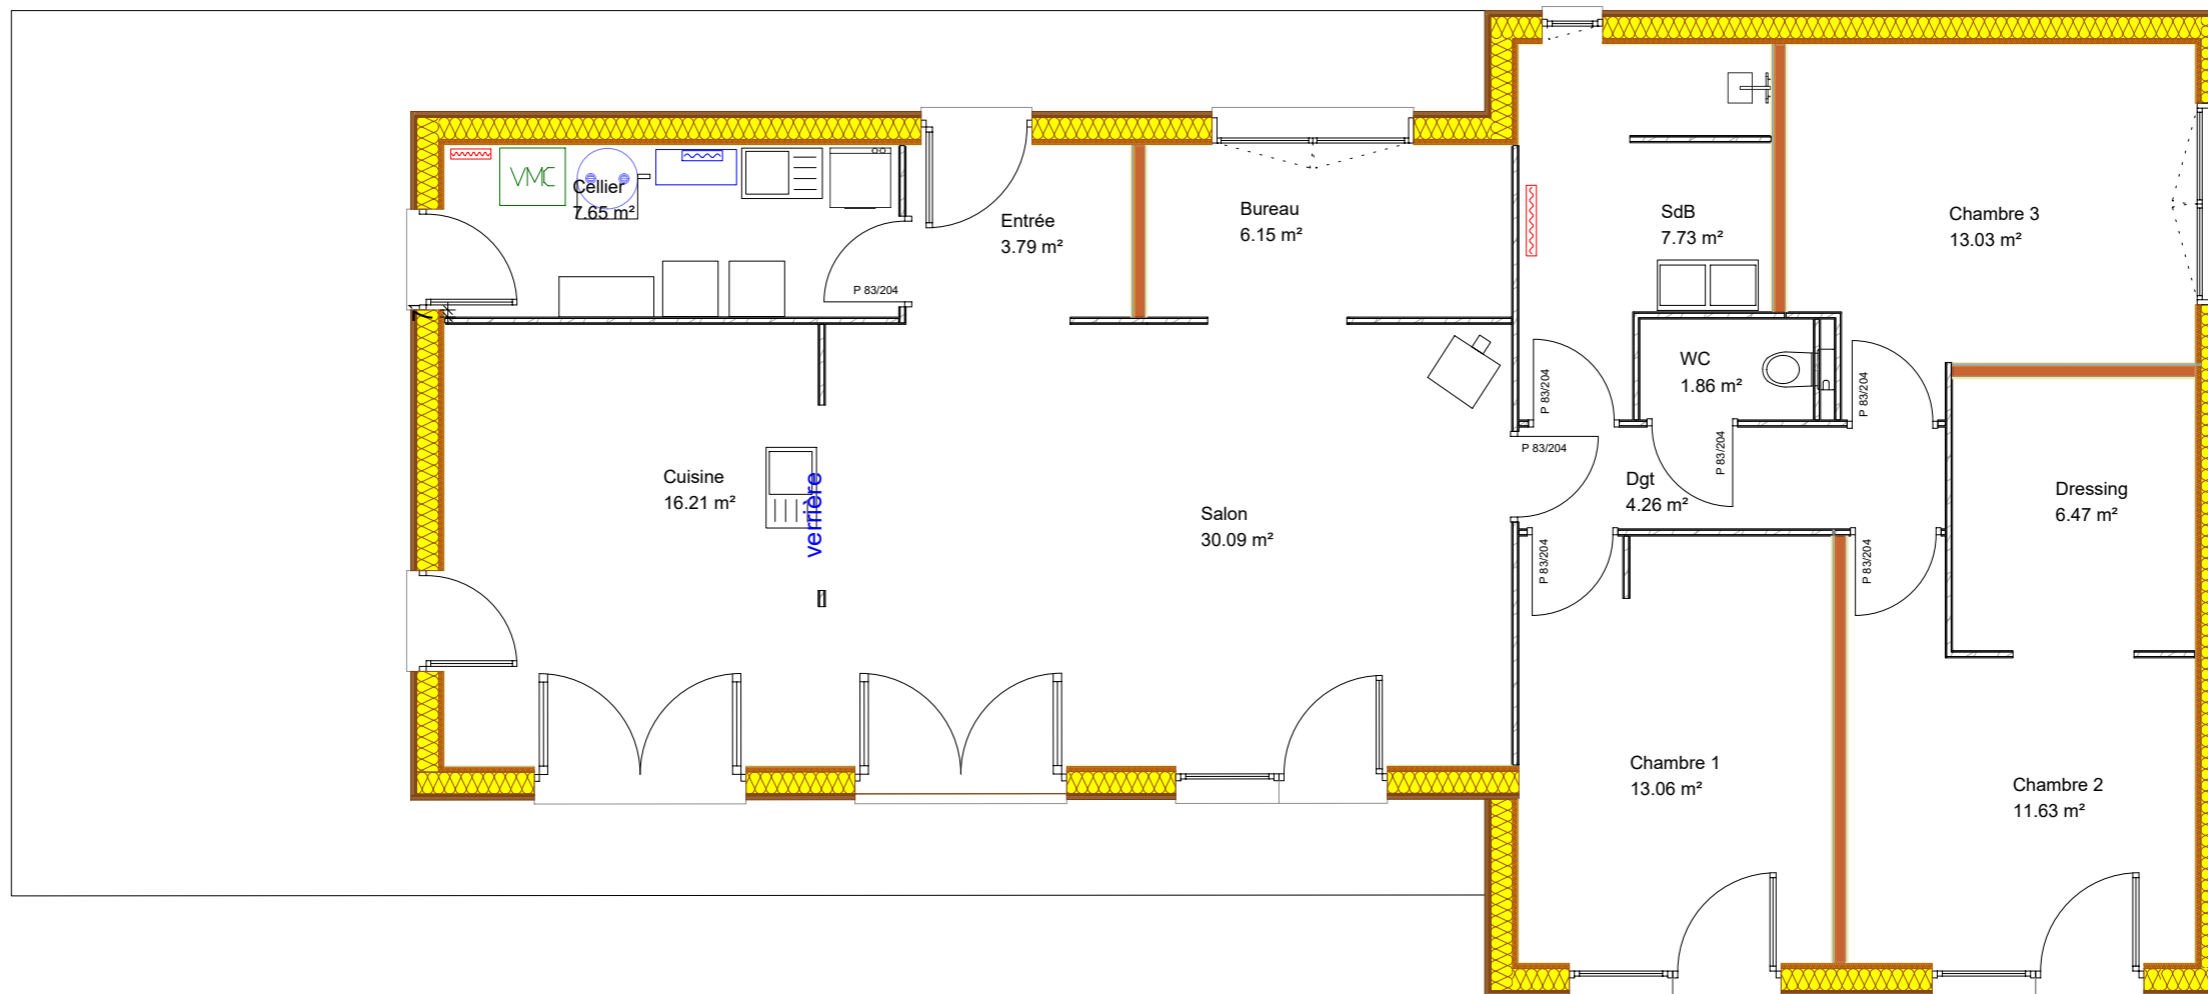 VMC
Cellier
7.65 m²
P 83/204
Entrée
3.79 m²
Bureau
6.15 m²
SdB
7.73 m²
Chambre 3
13.03 m²
7
WC
1.86 m²
P 83/204
P 83/204
P 83/204
P 83/204
Cuisine
16.21 m²
verrière
Salon
30.09 m²
Dgt
4.26 m²
Dressing
6.47 m²
P 83/204
P 83/204
Chambre 1
13.06 m²
Chambre 2
11.63 m²